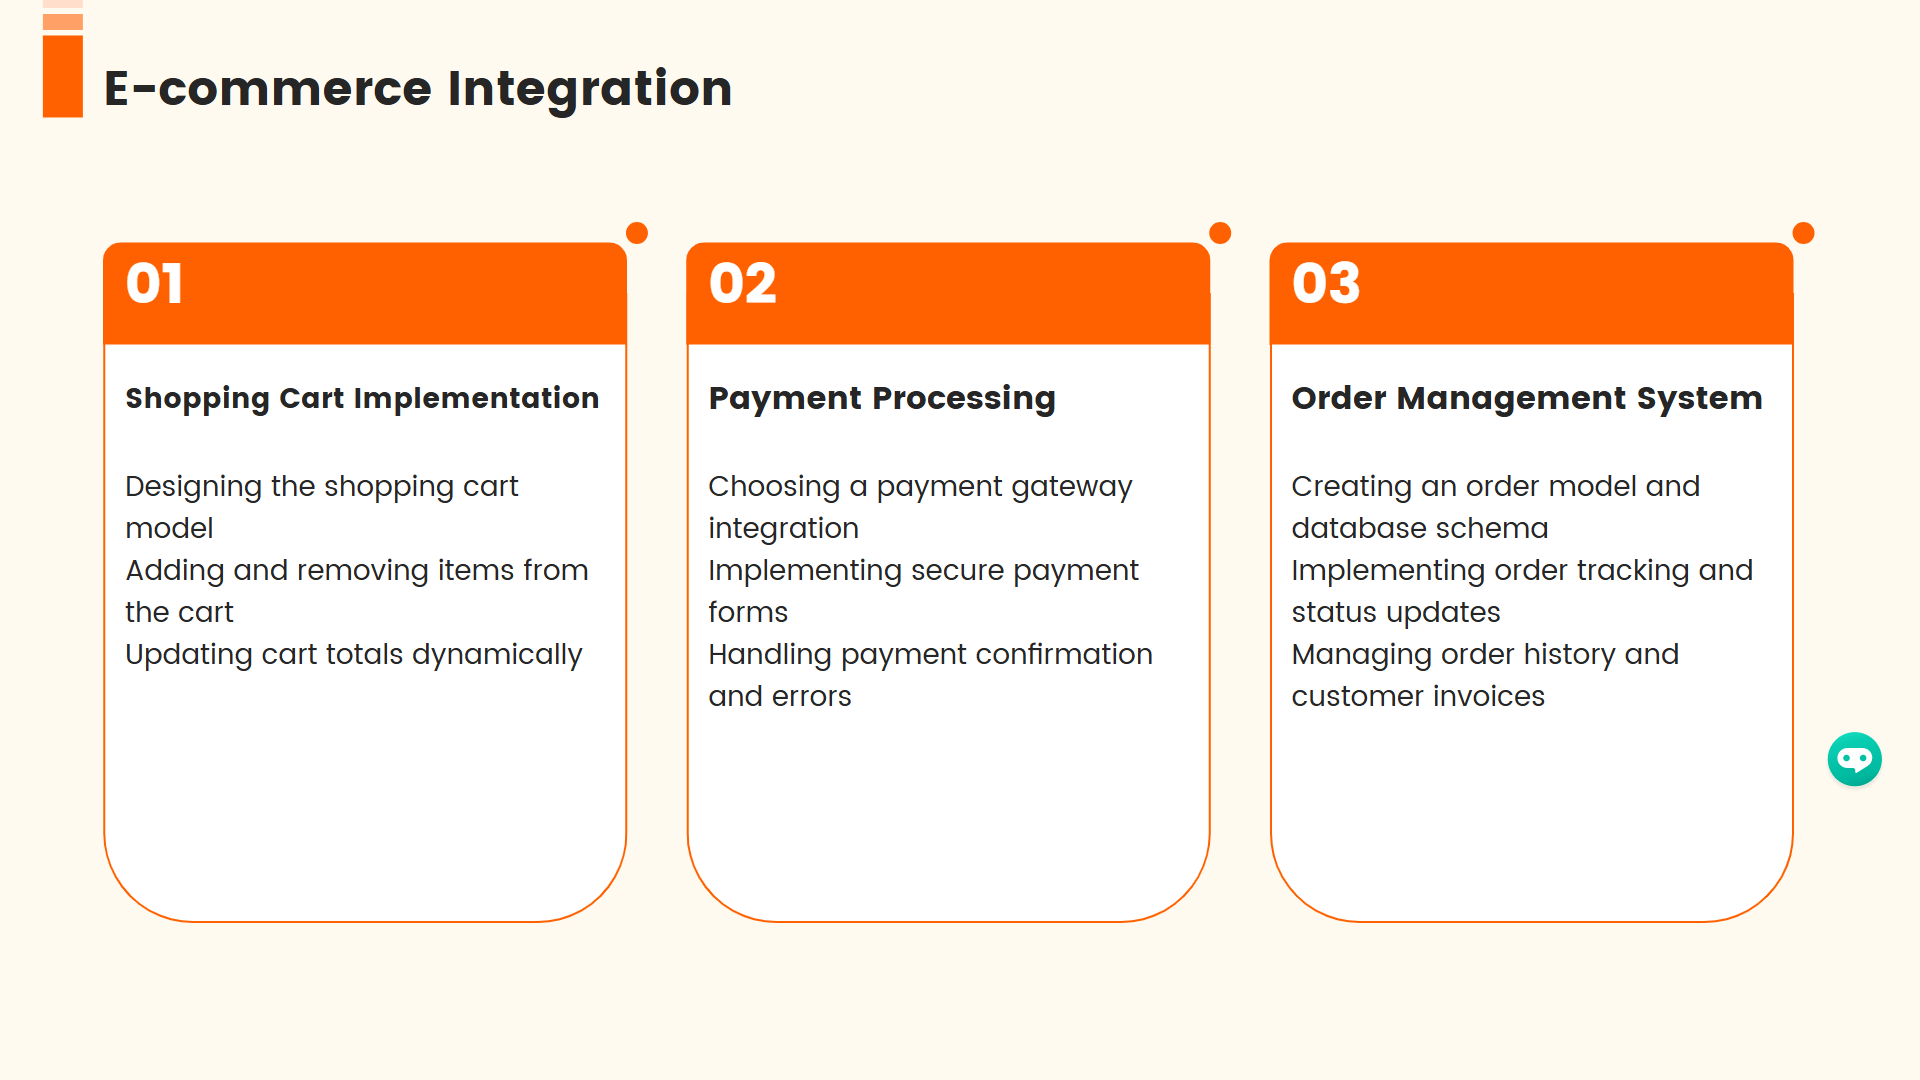 E-commerce Integration
01
Shopping Cart Implementation
Designing the shopping cart
model
Adding and removing items from
the cart
Updating cart totals dynamically
02
Payment Processing
Choosing a payment gateway
integration
Implementing secure payment
forms
Handling payment confirmation
and errors
03
Order Management System
Creating an order model and
database schema
Implementing order tracking and
status updates
Managing order history and
customer invoices